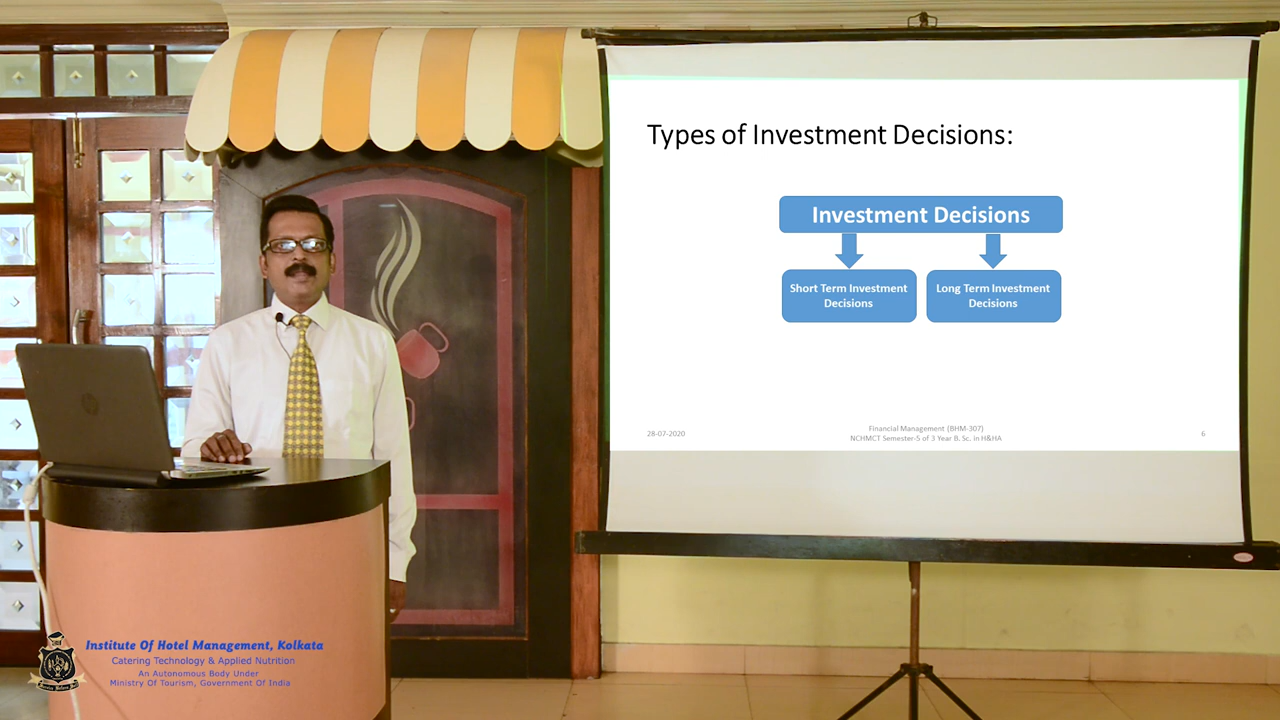 Types of Investment Decisions:
Investment Decisions
Short Term Investment
Decisions
Long Term Investment
Decisions
28-07-2020
Financial Management (BHM-307)
NCHMCT Semester-5 of 3 Year B. Sc. in H&HA
6
Institute Of Hotel Management, Kolkata
Catering Technology & Applied Nutrition
An Autonomous Body Under
Ministry Of Tourism, Government Of India